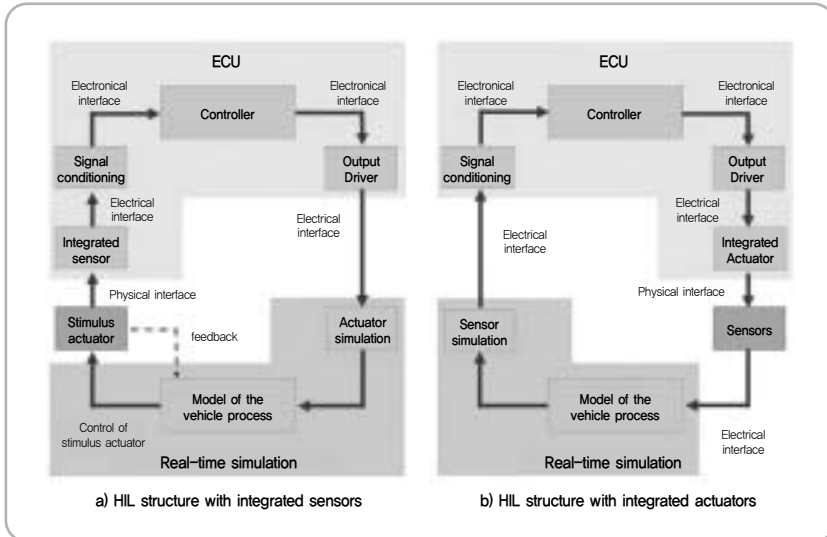 ECU
Electronical
interface
Controller
Electronical
interface
Signal
conditioning
Output
Driver
Electrical
interface
Electrical
interface
Integrated
sensor
Physical interface
Stimulus
actuator
feedback
Actuator
simulation
Model of the
vehicle process
Control of
stimulus actuator
Real-time simulation
a) HIL structure with integrated sensors
ECU
Electronical
interface
Controller
Electronical
interface
Signal
conditioning
Output
Driver
Electrical
interface
Electrical
interface
Integrated
Actuator
Physical interface
Sensor
simulation
Sensors
Model of the
vehicle process
Electrical
interface
Real-time simulation
b) HIL structure with integrated actuators